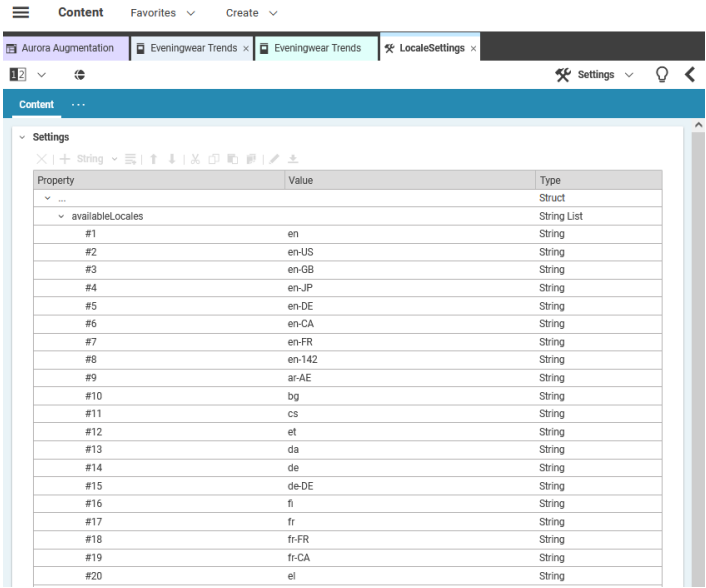 Content Favorites Create
Aurora Augmentation Eveningwear Trends × Eveningwear Trends LocaleSettings ×
12 Settings
Content ...
Settings
String
Property Value Type
... Struct
availableLocales String List
#1 en String
#2 en-US String
#3 en-GB String
#4 en-JP String
#5 en-DE String
#6 en-CA String
#7 en-FR String
#8 en-142 String
#9 ar-AE String
#10 bg String
#11 cs String
#12 et String
#13 da String
#14 de String
#15 de-DE String
#16 fi String
#17 fr String
#18 fr-FR String
#19 fr-CA String
#20 el String